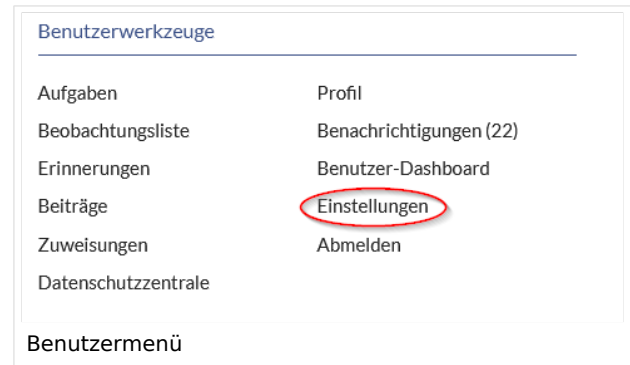 Benutzerwerkzeuge
Aufgaben Profil
Beobachtungsliste Benachrichtigungen (22)
Erinnerungen Benutzer-Dashboard
Beiträge Einstellungen
Zuweisungen Abmelden
Datenschutzzentrale
Benutzermenü